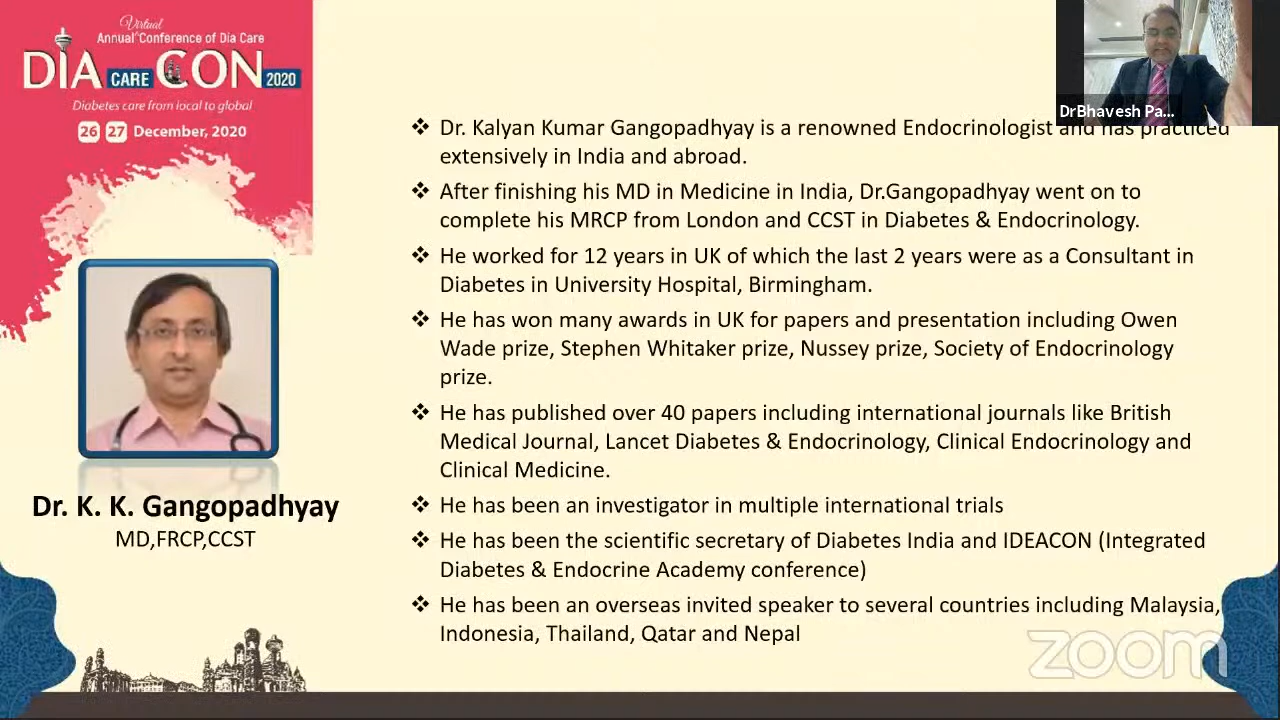 Virtual
Annual Conference of Dia Care
DIA CARE CON 2020
Diabetes care from local to global
26 27 December, 2020
DrBhavesh Pa...
❖ Dr. Kalyan Kumar Gangopadhyay is a renowned Endocrinologist and has practiced
extensively in India and abroad.
❖ After finishing his MD in Medicine in India, Dr.Gangopadhyay went on to
complete his MRCP from London and CCST in Diabetes & Endocrinology.
❖ He worked for 12 years in UK of which the last 2 years were as a Consultant in
Diabetes in University Hospital, Birmingham.
❖ He has won many awards in UK for papers and presentation including Owen
Wade prize, Stephen Whitaker prize, Nussey prize, Society of Endocrinology
prize.
❖ He has published over 40 papers including international journals like British
Medical Journal, Lancet Diabetes & Endocrinology, Clinical Endocrinology and
Clinical Medicine.
❖ He has been an investigator in multiple international trials
❖ He has been the scientific secretary of Diabetes India and IDEACON (Integrated
Diabetes & Endocrine Academy conference)
❖ He has been an overseas invited speaker to several countries including Malaysia,
Indonesia, Thailand, Qatar and Nepal
Dr. K. K. Gangopadhyay
MD,FRCP,CCST
zoom